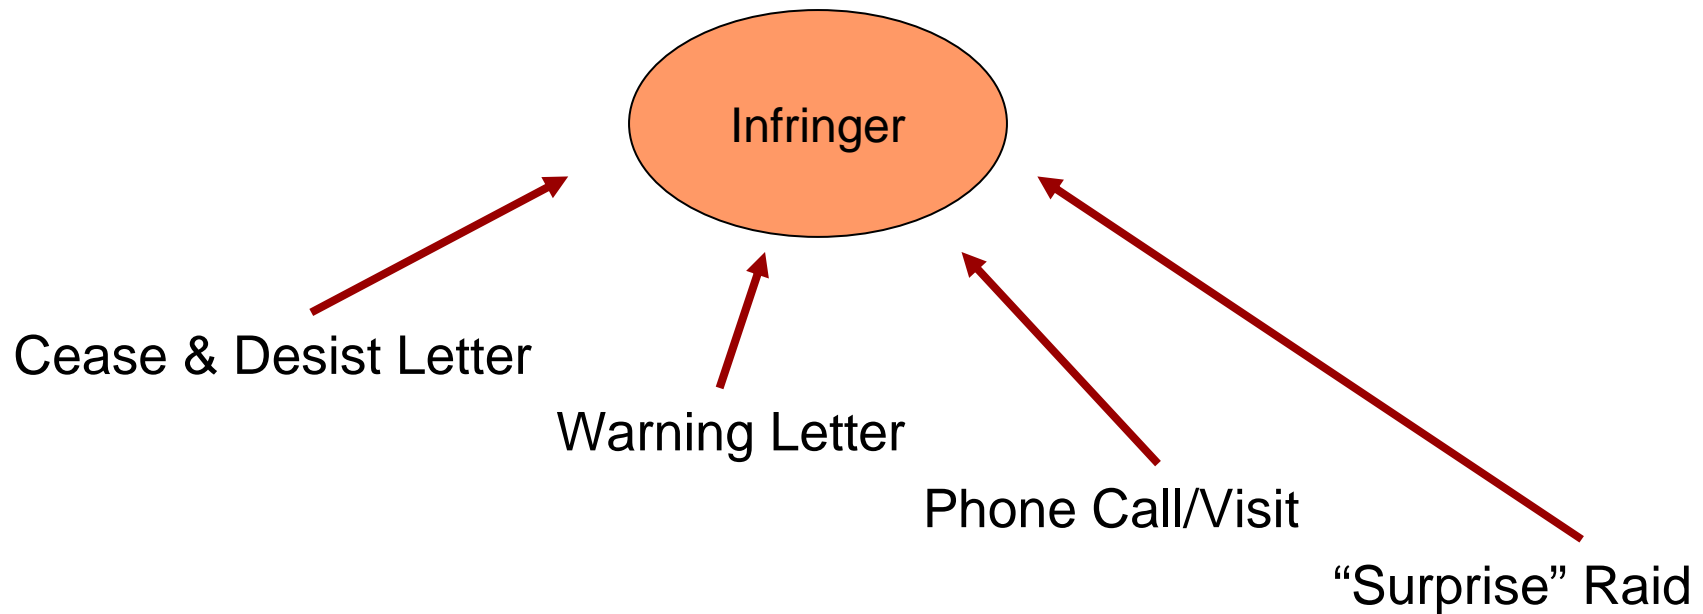 Infringer
Cease & Desist Letter
Warning Letter
Phone Call/Visit
“Surprise” Raid